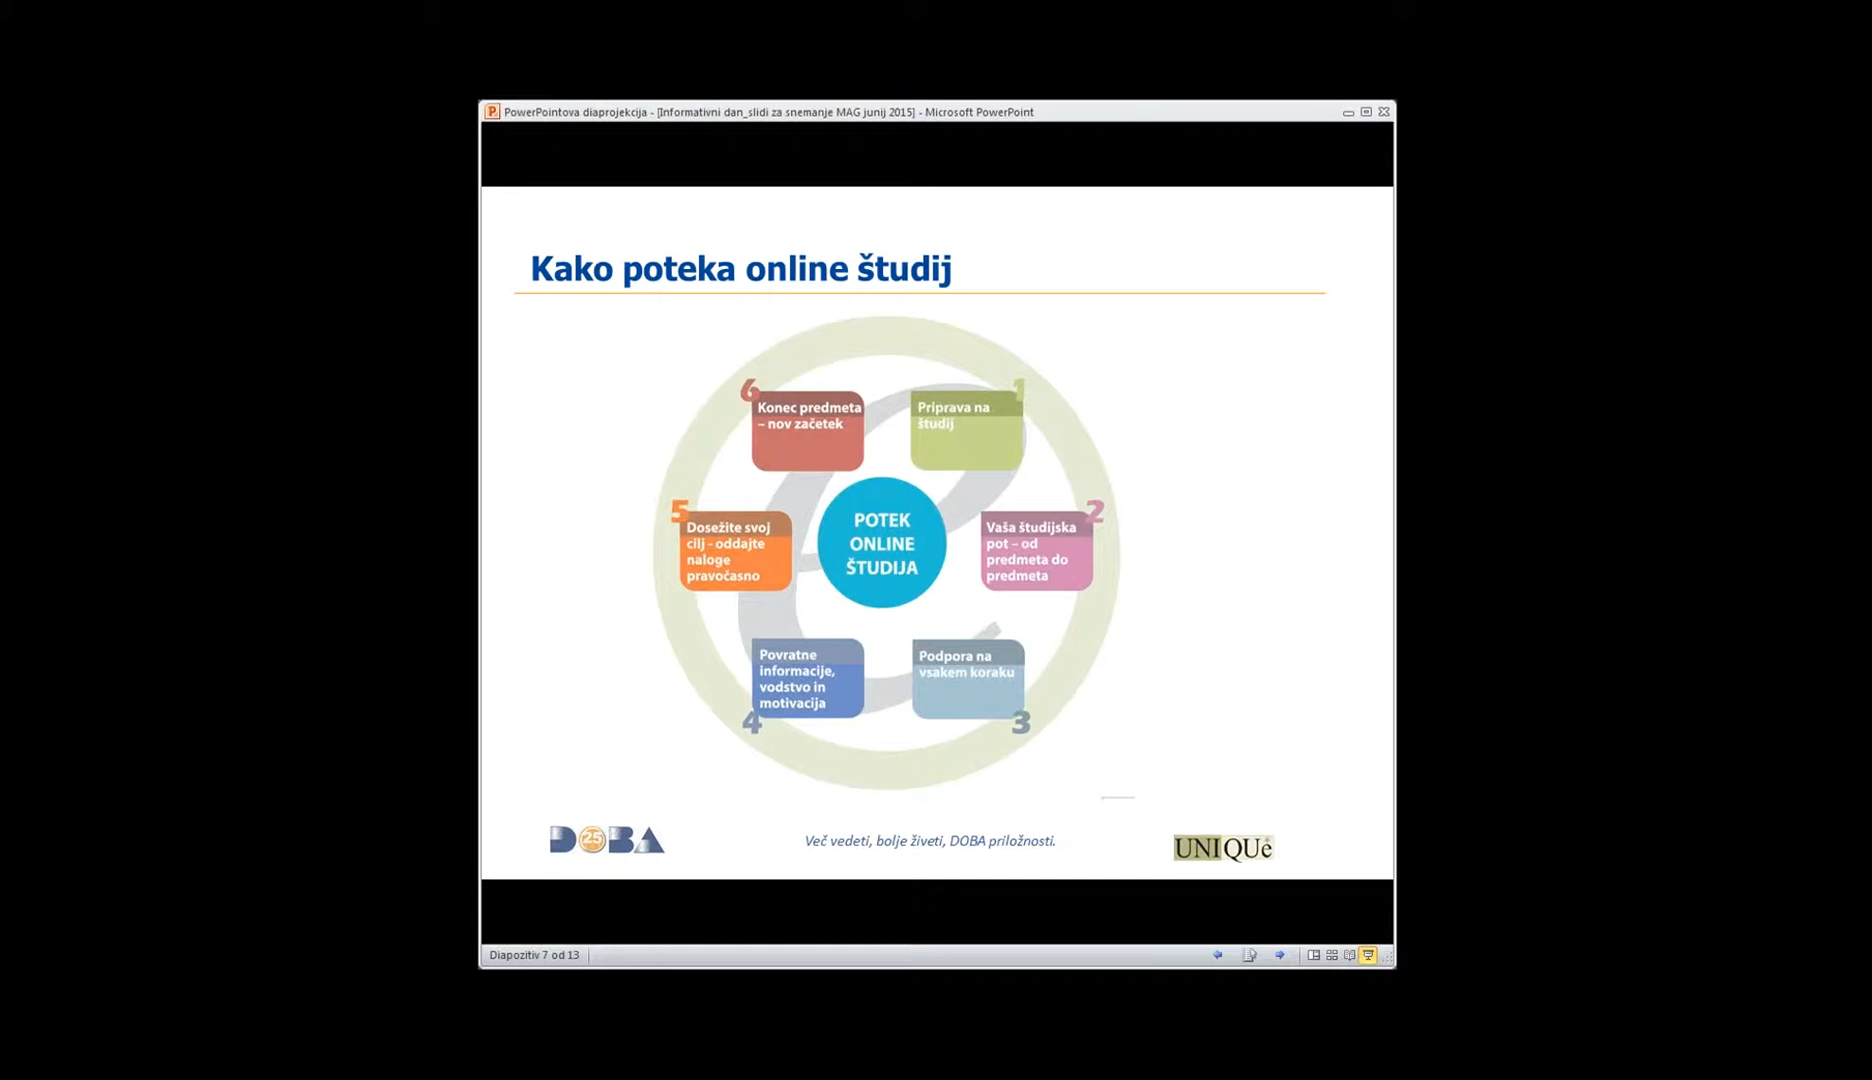 PowerPointova diaprojekcija - [Informativni dan_slidi za snemanje MAG junij 2015] - Microsoft PowerPoint
Kako poteka online študij
6
Konec predmeta
– nov začetek
1
Priprava na
študij
5
Dosežite svoj
cilj - oddajte
naloge
pravočasno
POTEK
ONLINE
ŠTUDIJA
2
Vaša študijska
pot – od
predmeta do
predmeta
Povratne
informacije,
vodstvo in
motivacija
4
Podpora na
vsakem koraku
3
DOBA
25
Več vedeti, bolje živeti, DOBA priložnosti.
UNIQUe
Diapozitiv 7 od 13